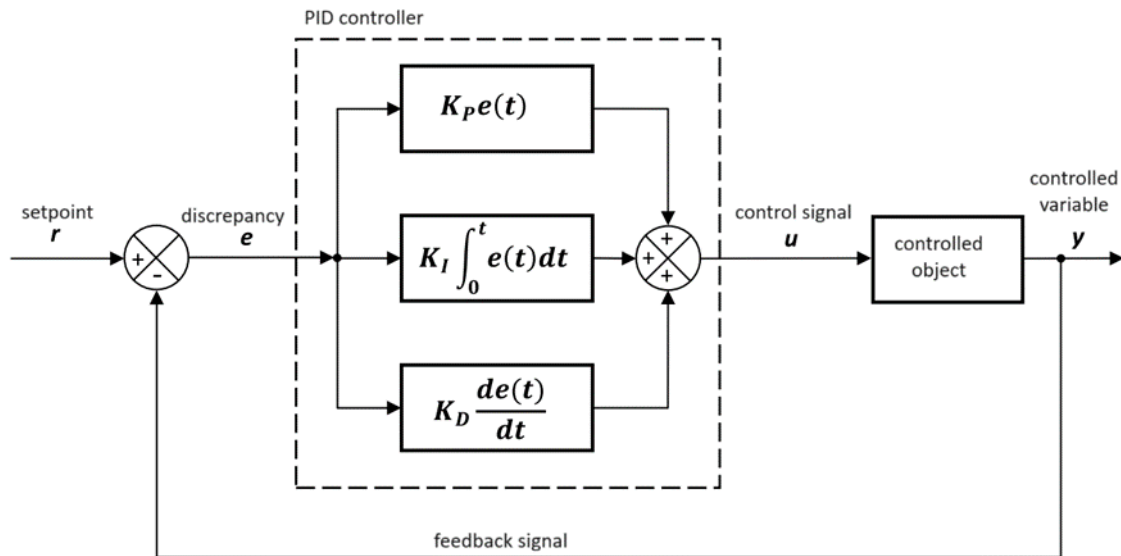 PID controller
K_P e(t)
setpoint
r
+
-
discrepancy
e
K_I ∫_0^t e(t)dt
+
+
+
control signal
u
controlled
object
controlled
variable
y
K_D de(t)/dt
feedback signal